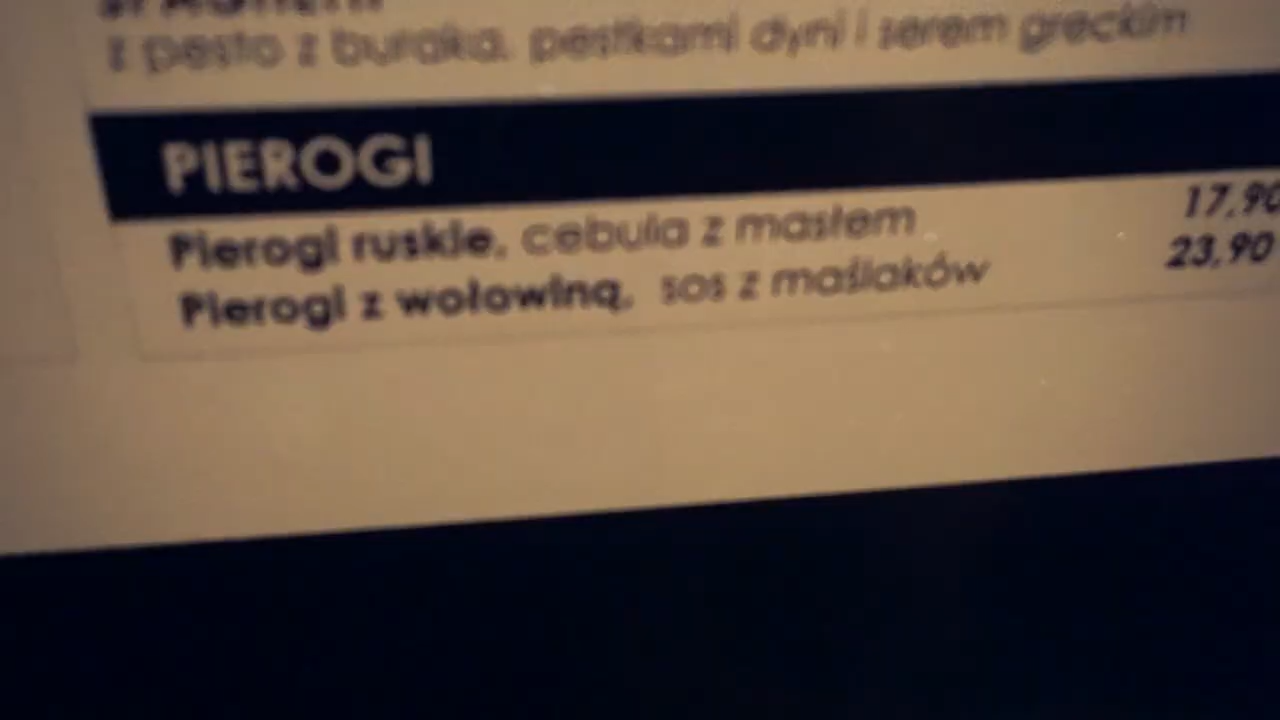 z pesto z buraka, pestkami dyni i serem greckim
PIEROGI
Pierogi ruskie, cebula z masłem 17,90
Pierogi z wołowiną, sos z maślaków 23,90